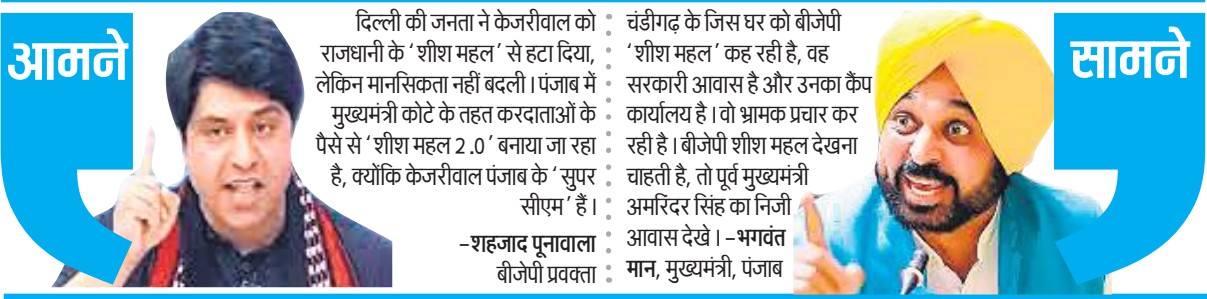 आमने
दिल्ली की जनता ने केजरीवाल को
राजधानी के ‘शीश महल’ से हटा दिया,
लेकिन मानसिकता नहीं बदली। पंजाब में
मुख्यमंत्री कोटे के तहत करदाताओं के
पैसे से ‘शीश महल 2.0’ बनाया जा रहा
है, क्योंकि केजरीवाल पंजाब के ‘सुपर
सीएम’ हैं।
–शहजाद पूनावाला
बीजेपी प्रवक्ता
चंडीगढ़ के जिस घर को बीजेपी
‘शीश महल’ कह रही है, वह
सरकारी आवास है और उनका कैंप
कार्यालय है। वो भ्रामक प्रचार कर
रही है। बीजेपी शीश महल देखना
चाहती है, तो पूर्व मुख्यमंत्री
अमरिंदर सिंह का निजी
आवास देखे। –भगवंत
मान, मुख्यमंत्री, पंजाब
सामने